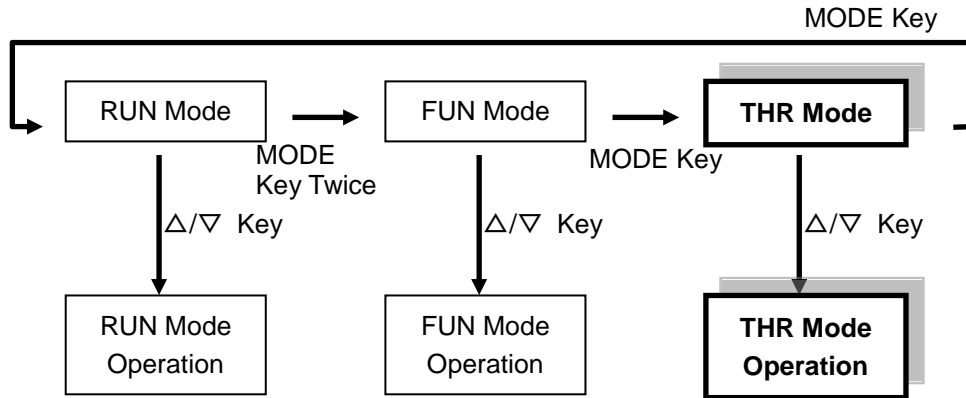 MODE Key
RUN Mode
FUN Mode
THR Mode
MODE
Key Twice
MODE Key
△/▽ Key
△/▽ Key
△/▽ Key
RUN Mode
Operation
FUN Mode
Operation
THR Mode
Operation